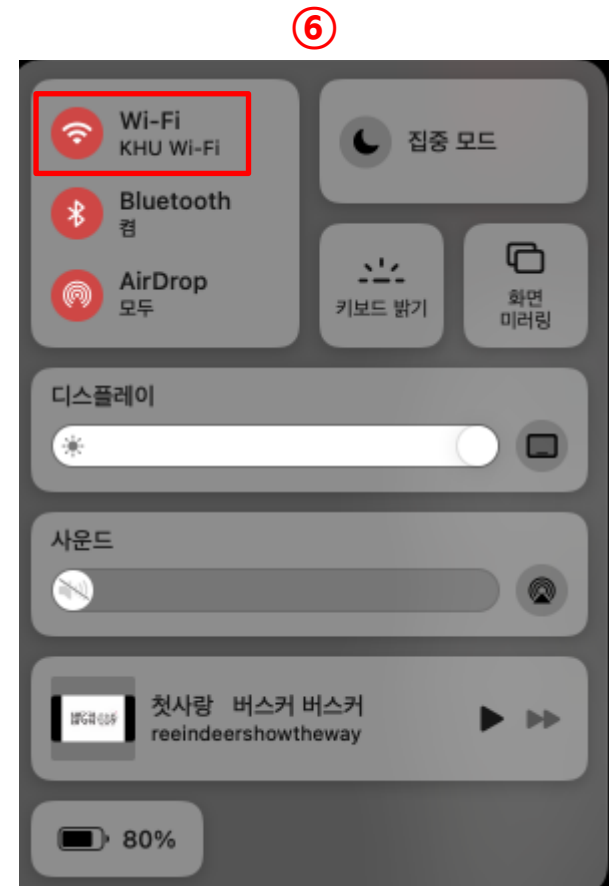 ⑥
Wi-Fi
KHU Wi-Fi
집중 모드
Bluetooth
켬
AirDrop
모두
키보드 밝기
화면
미러링
디스플레이
사운드
첫사랑 버스커 버스커
reeindeershowtheway
80%